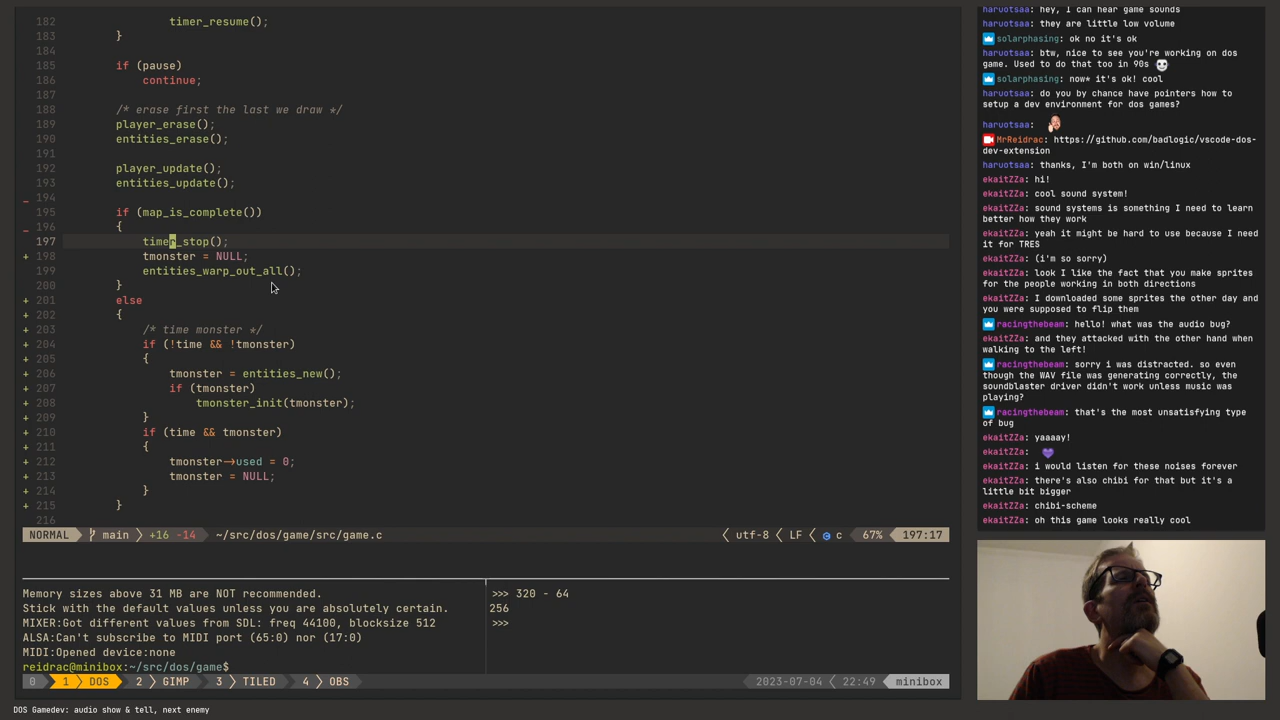 182                 timer_resume();
183         }
184
185         if (pause)
186             continue;
187
188         /* erase first the last we draw */
189         player_erase();
190         entities_erase();
191
192         player_update();
193         entities_update();
_ 194
195         if (map_is_complete())
_ 196         {
197             timer_stop();
+ 198             tmonster = NULL;
199             entities_warp_out_all();
200         }
+ 201         else
+ 202         {
+ 203             /* time monster */
+ 204             if (!time && !tmonster)
+ 205             {
+ 206                 tmonster = entities_new();
+ 207                 if (tmonster)
+ 208                     tmonster_init(tmonster);
+ 209             }
+ 210             if (time && tmonster)
+ 211             {
+ 212                 tmonster→used = 0;
+ 213                 tmonster = NULL;
+ 214             }
+ 215         }
216
NORMAL main +16 -14 ~/src/dos/game/src/game.c utf-8 LF c 67% 197:17
Memory sizes above 31 MB are NOT recommended.
Stick with the default values unless you are absolutely certain.
MIXER:Got different values from SDL: freq 44100, blocksize 512
ALSA:Can't subscribe to MIDI port (65:0) nor (17:0)
MIDI:Opened device:none
reidrac@minibox:~/src/dos/game$
>>> 320 - 64
256
>>>
0 1 DOS 2 GIMP 3 TILED 4 OBS 2023-07-04 22:49 minibox
DOS Gamedev: audio show & tell, next enemy
haruotsaa: hey, I can hear game sounds
haruotsaa: they are little low volume
solarphasing: ok no it's ok
haruotsaa: btw, nice to see you're working on dos
game. Used to do that too in 90s
solarphasing: now* it's ok! cool
haruotsaa: do you by chance have pointers how to
setup a dev environment for dos games?
haruotsaa:
MrReidrac: https://github.com/badlogic/vscode-dos-
dev-extension
haruotsaa: thanks, I'm both on win/linux
ekaitZZa: hi!
ekaitZZa: cool sound system!
ekaitZZa: sound systems is something I need to learn
better how they work
ekaitZZa: yeah it might be hard to use because I need
it for TRES
ekaitZZa: (i'm so sorry)
ekaitZZa: look I like the fact that you make sprites
for the people working in both directions
ekaitZZa: I downloaded some sprites the other day and
you were supposed to flip them
racingthebeam: hello! what was the audio bug?
ekaitZZa: and they attacked with the other hand when
walking to the left!
racingthebeam: sorry i was distracted. so even
though the WAV file was generating correctly, the
soundblaster driver didn't work unless music was
playing?
racingthebeam: that's the most unsatisfying type
of bug
ekaitZZa: yaaaay!
ekaitZZa:
ekaitZZa: i would listen for these noises forever
ekaitZZa: there's also chibi for that but it's a
little bit bigger
ekaitZZa: chibi-scheme
ekaitZZa: oh this game looks really cool